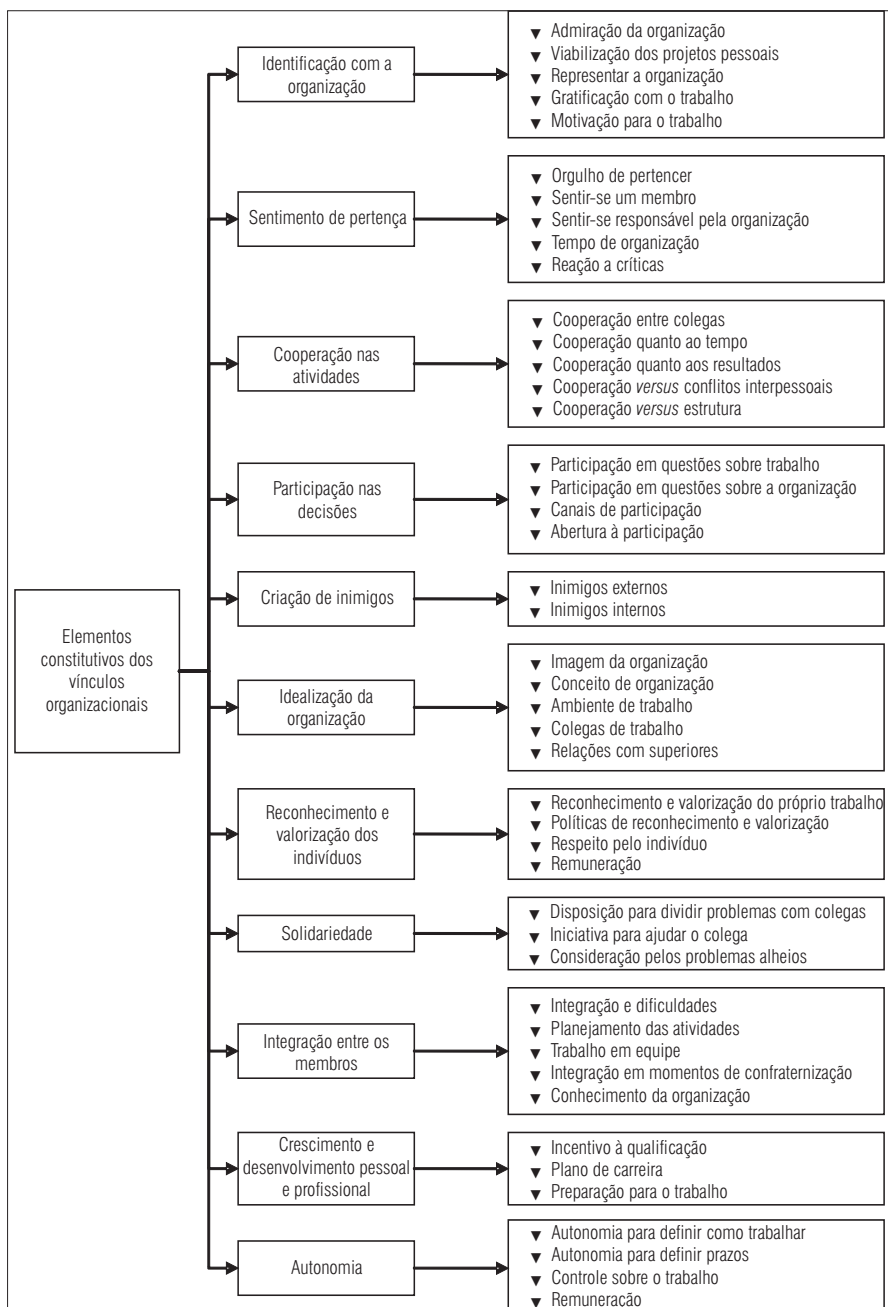 Elementos
constitutivos dos
vínculos
organizacionais
Identificação com a
organização
▼ Admiração da organização
▼ Viabilização dos projetos pessoais
▼ Representar a organização
▼ Gratificação com o trabalho
▼ Motivação para o trabalho
Sentimento de pertença
▼ Orgulho de pertencer
▼ Sentir-se um membro
▼ Sentir-se responsável pela organização
▼ Tempo de organização
▼ Reação a críticas
Cooperação nas
atividades
▼ Cooperação entre colegas
▼ Cooperação quanto ao tempo
▼ Cooperação quanto aos resultados
▼ Cooperação versus conflitos interpessoais
▼ Cooperação versus estrutura
Participação nas
decisões
▼ Participação em questões sobre trabalho
▼ Participação em questões sobre a organização
▼ Canais de participação
▼ Abertura à participação
Criação de inimigos
▼ Inimigos externos
▼ Inimigos internos
Idealização da
organização
▼ Imagem da organização
▼ Conceito de organização
▼ Ambiente de trabalho
▼ Colegas de trabalho
▼ Relações com superiores
Reconhecimento e
valorização dos
indivíduos
▼ Reconhecimento e valorização do próprio trabalho
▼ Políticas de reconhecimento e valorização
▼ Respeito pelo indivíduo
▼ Remuneração
Solidariedade
▼ Disposição para dividir problemas com colegas
▼ Iniciativa para ajudar o colega
▼ Consideração pelos problemas alheios
Integração entre os
membros
▼ Integração e dificuldades
▼ Planejamento das atividades
▼ Trabalho em equipe
▼ Integração em momentos de confraternização
▼ Conhecimento da organização
Crescimento e
desenvolvimento pessoal
e profissional
▼ Incentivo à qualificação
▼ Plano de carreira
▼ Preparação para o trabalho
Autonomia
▼ Autonomia para definir como trabalhar
▼ Autonomia para definir prazos
▼ Controle sobre o trabalho
▼ Remuneração